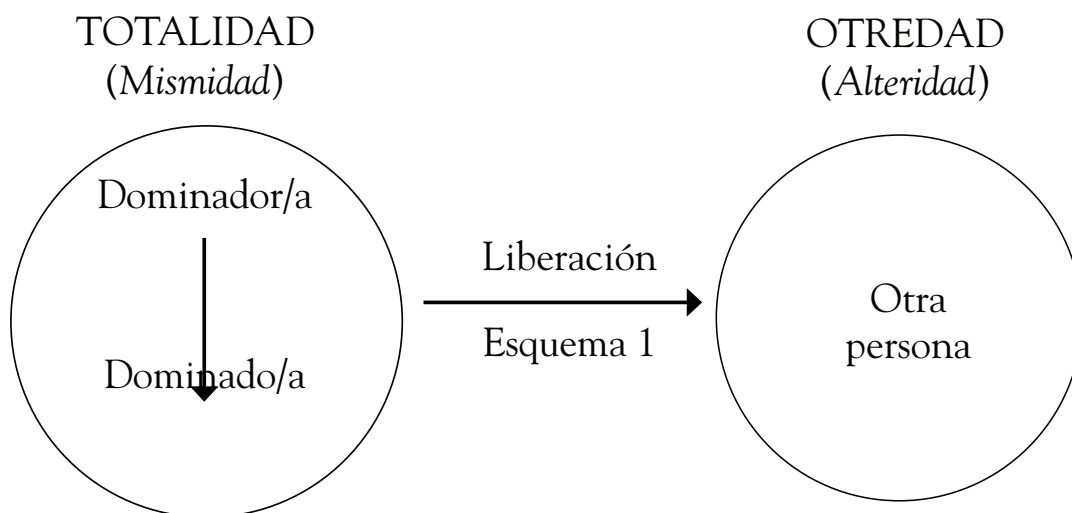 TOTALIDAD
(Mismidad)
OTREDAD
(Alteridad)
Dominador/a
Dominado/a
Liberación
Esquema 1
Otra
persona